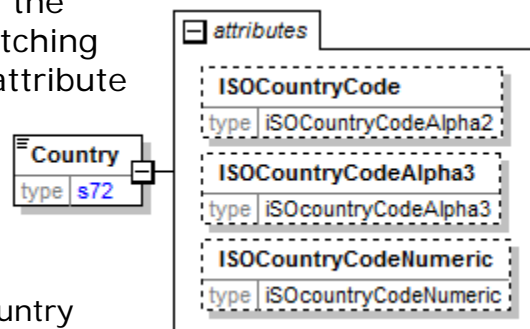 the
tching
attribute
attributes
ISOCountryCode
type iSOCountryCodeAlpha2
Country
type s72
ISOCountryCodeAlpha3
type iSOcountryCodeAlpha3
ISOCountryCodeNumeric
type iSOcountryCodeNumeric
untry